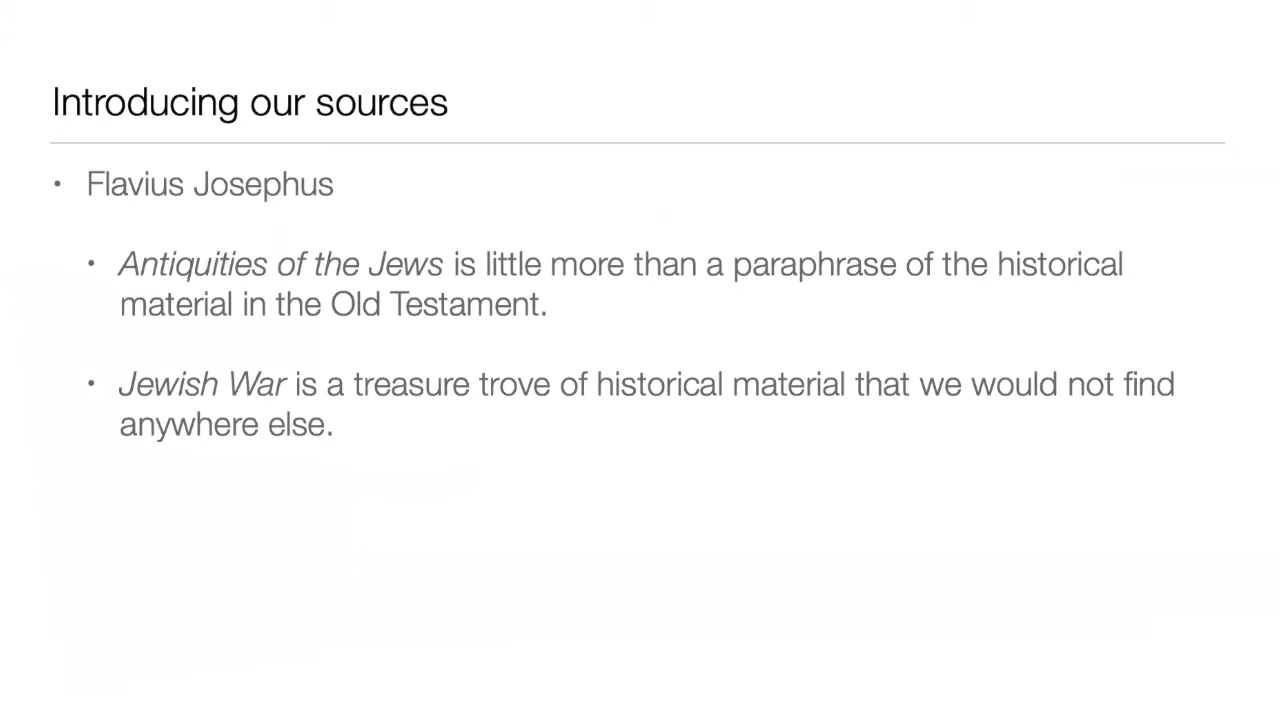 Introducing our sources
• Flavius Josephus
• Antiquities of the Jews is little more than a paraphrase of the historical
material in the Old Testament.
• Jewish War is a treasure trove of historical material that we would not find
anywhere else.